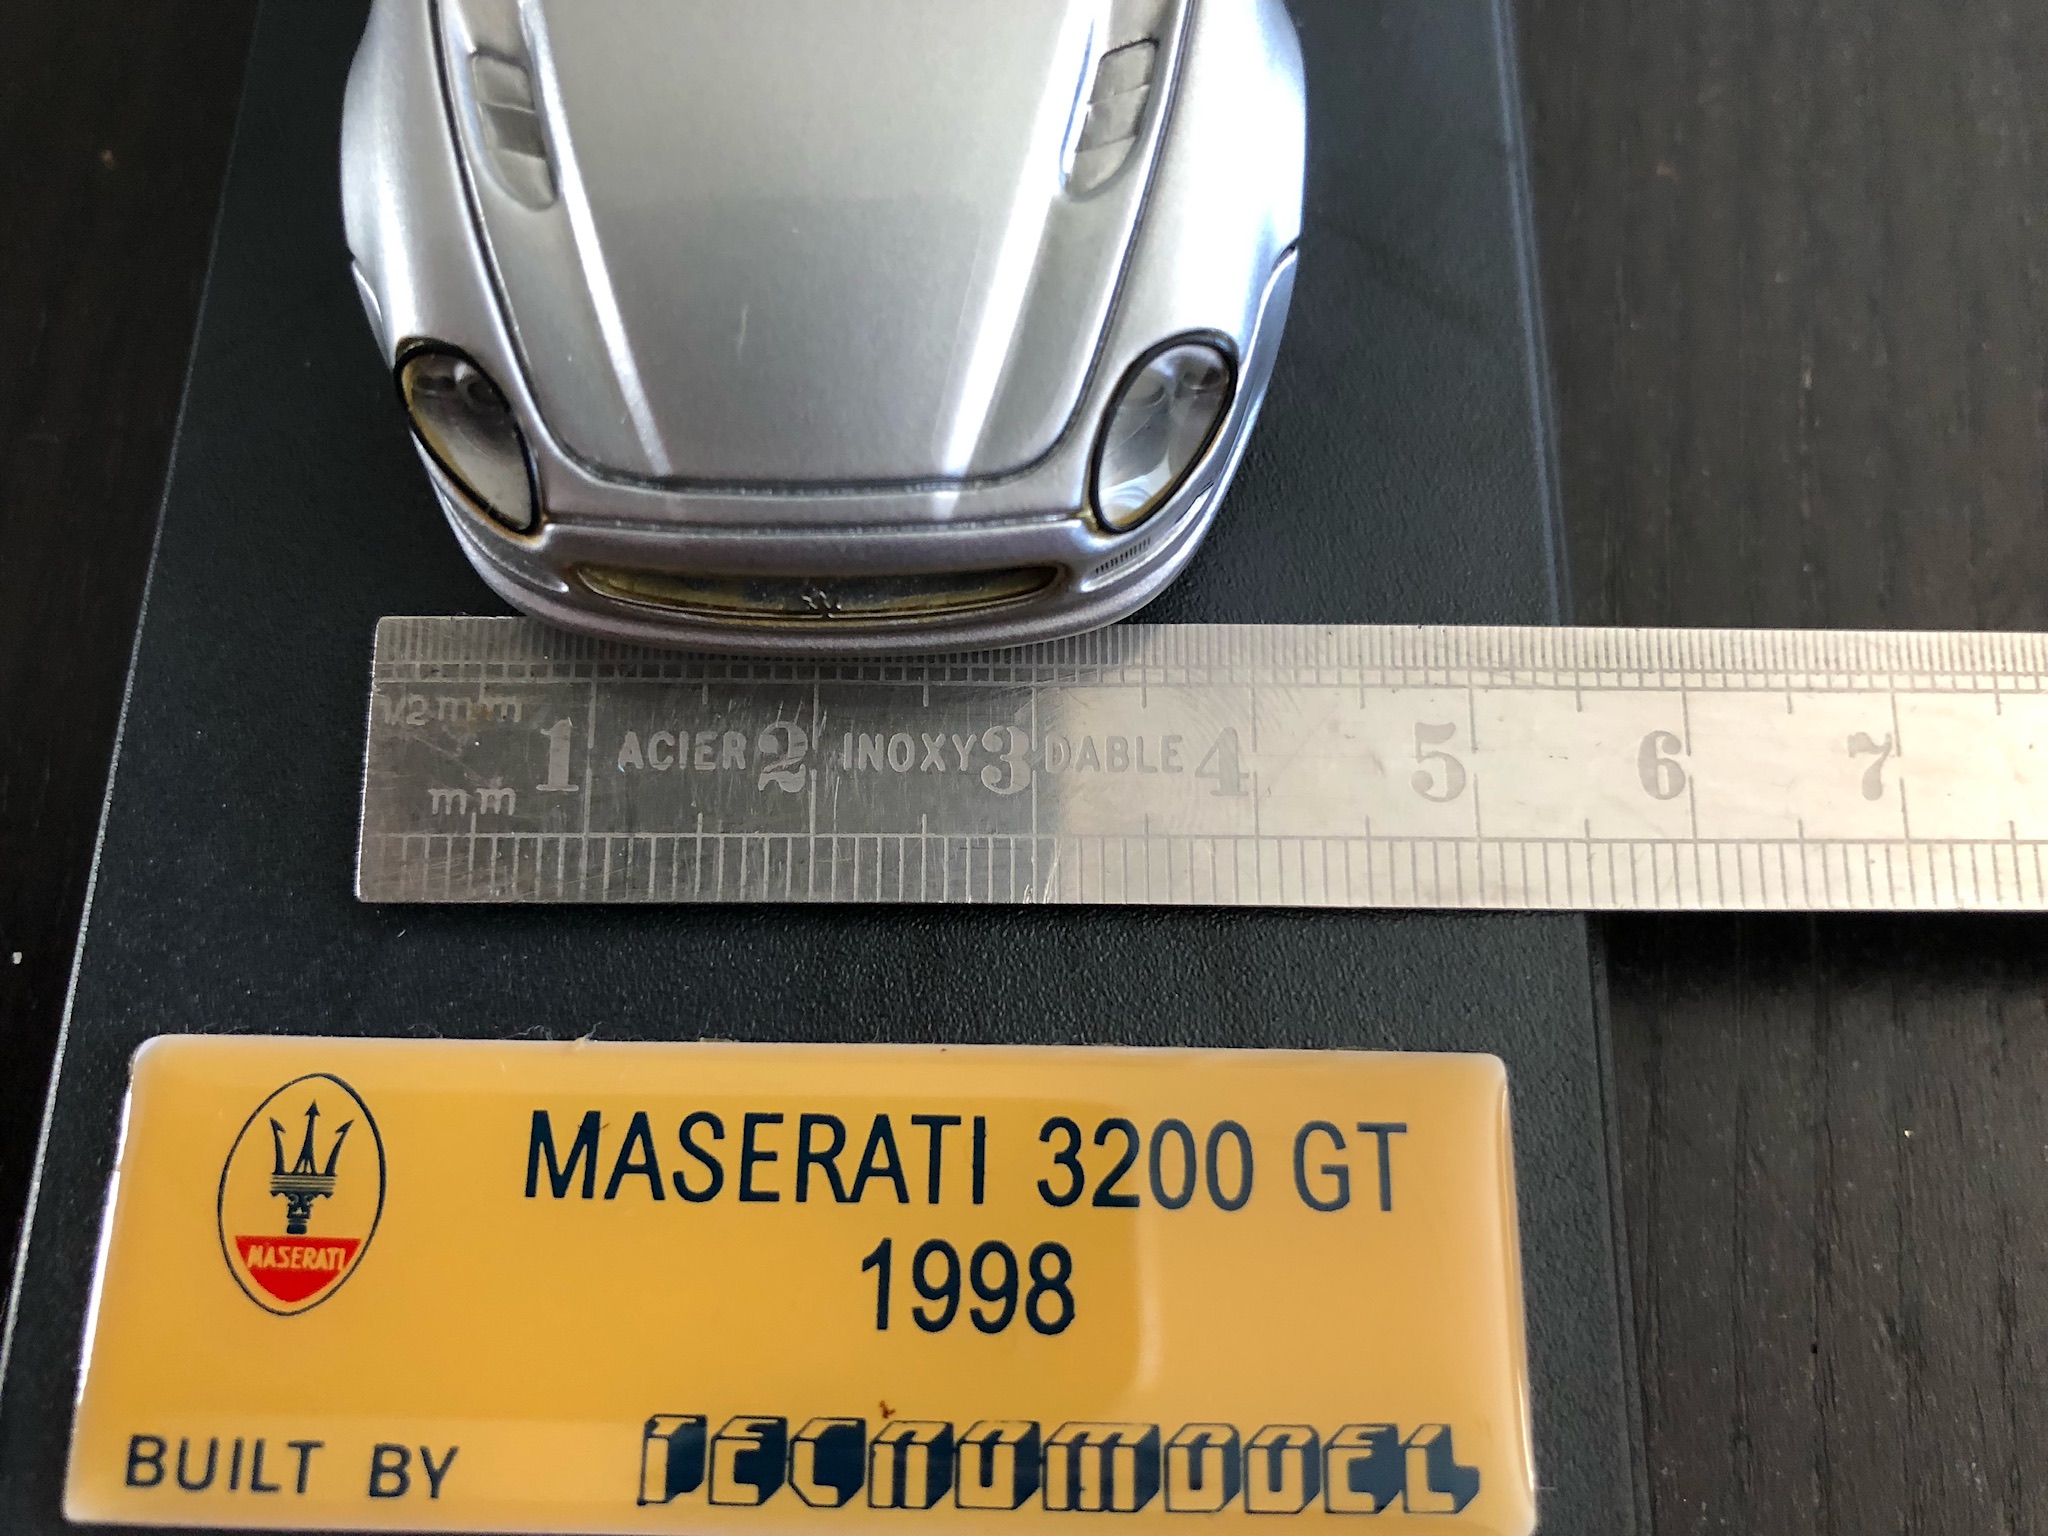 1/2 mm
1 ACIER 2 INOXY 3 DABLE 4 5 6 7
mm
MASERATI 3200 GT
MASERATI
1998
BUILT BY TECNOMODEL